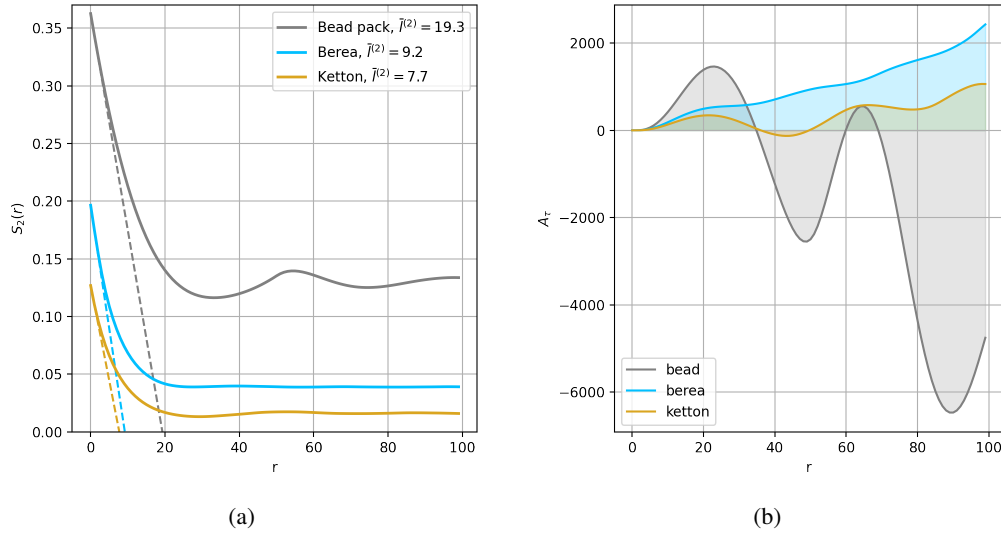 0.35
0.30
0.25
0.20
0.15
0.10
0.05
0.00
S₂(r)
0 20 40 60 80 100
r
Bead pack, l̃⁽²⁾ = 19.3
Berea, l̃⁽²⁾ = 9.2
Ketton, l̃⁽²⁾ = 7.7
(a)
2000
0
−2000
−4000
−6000
A_τ
0 20 40 60 80 100
r
bead
berea
ketton
(b)